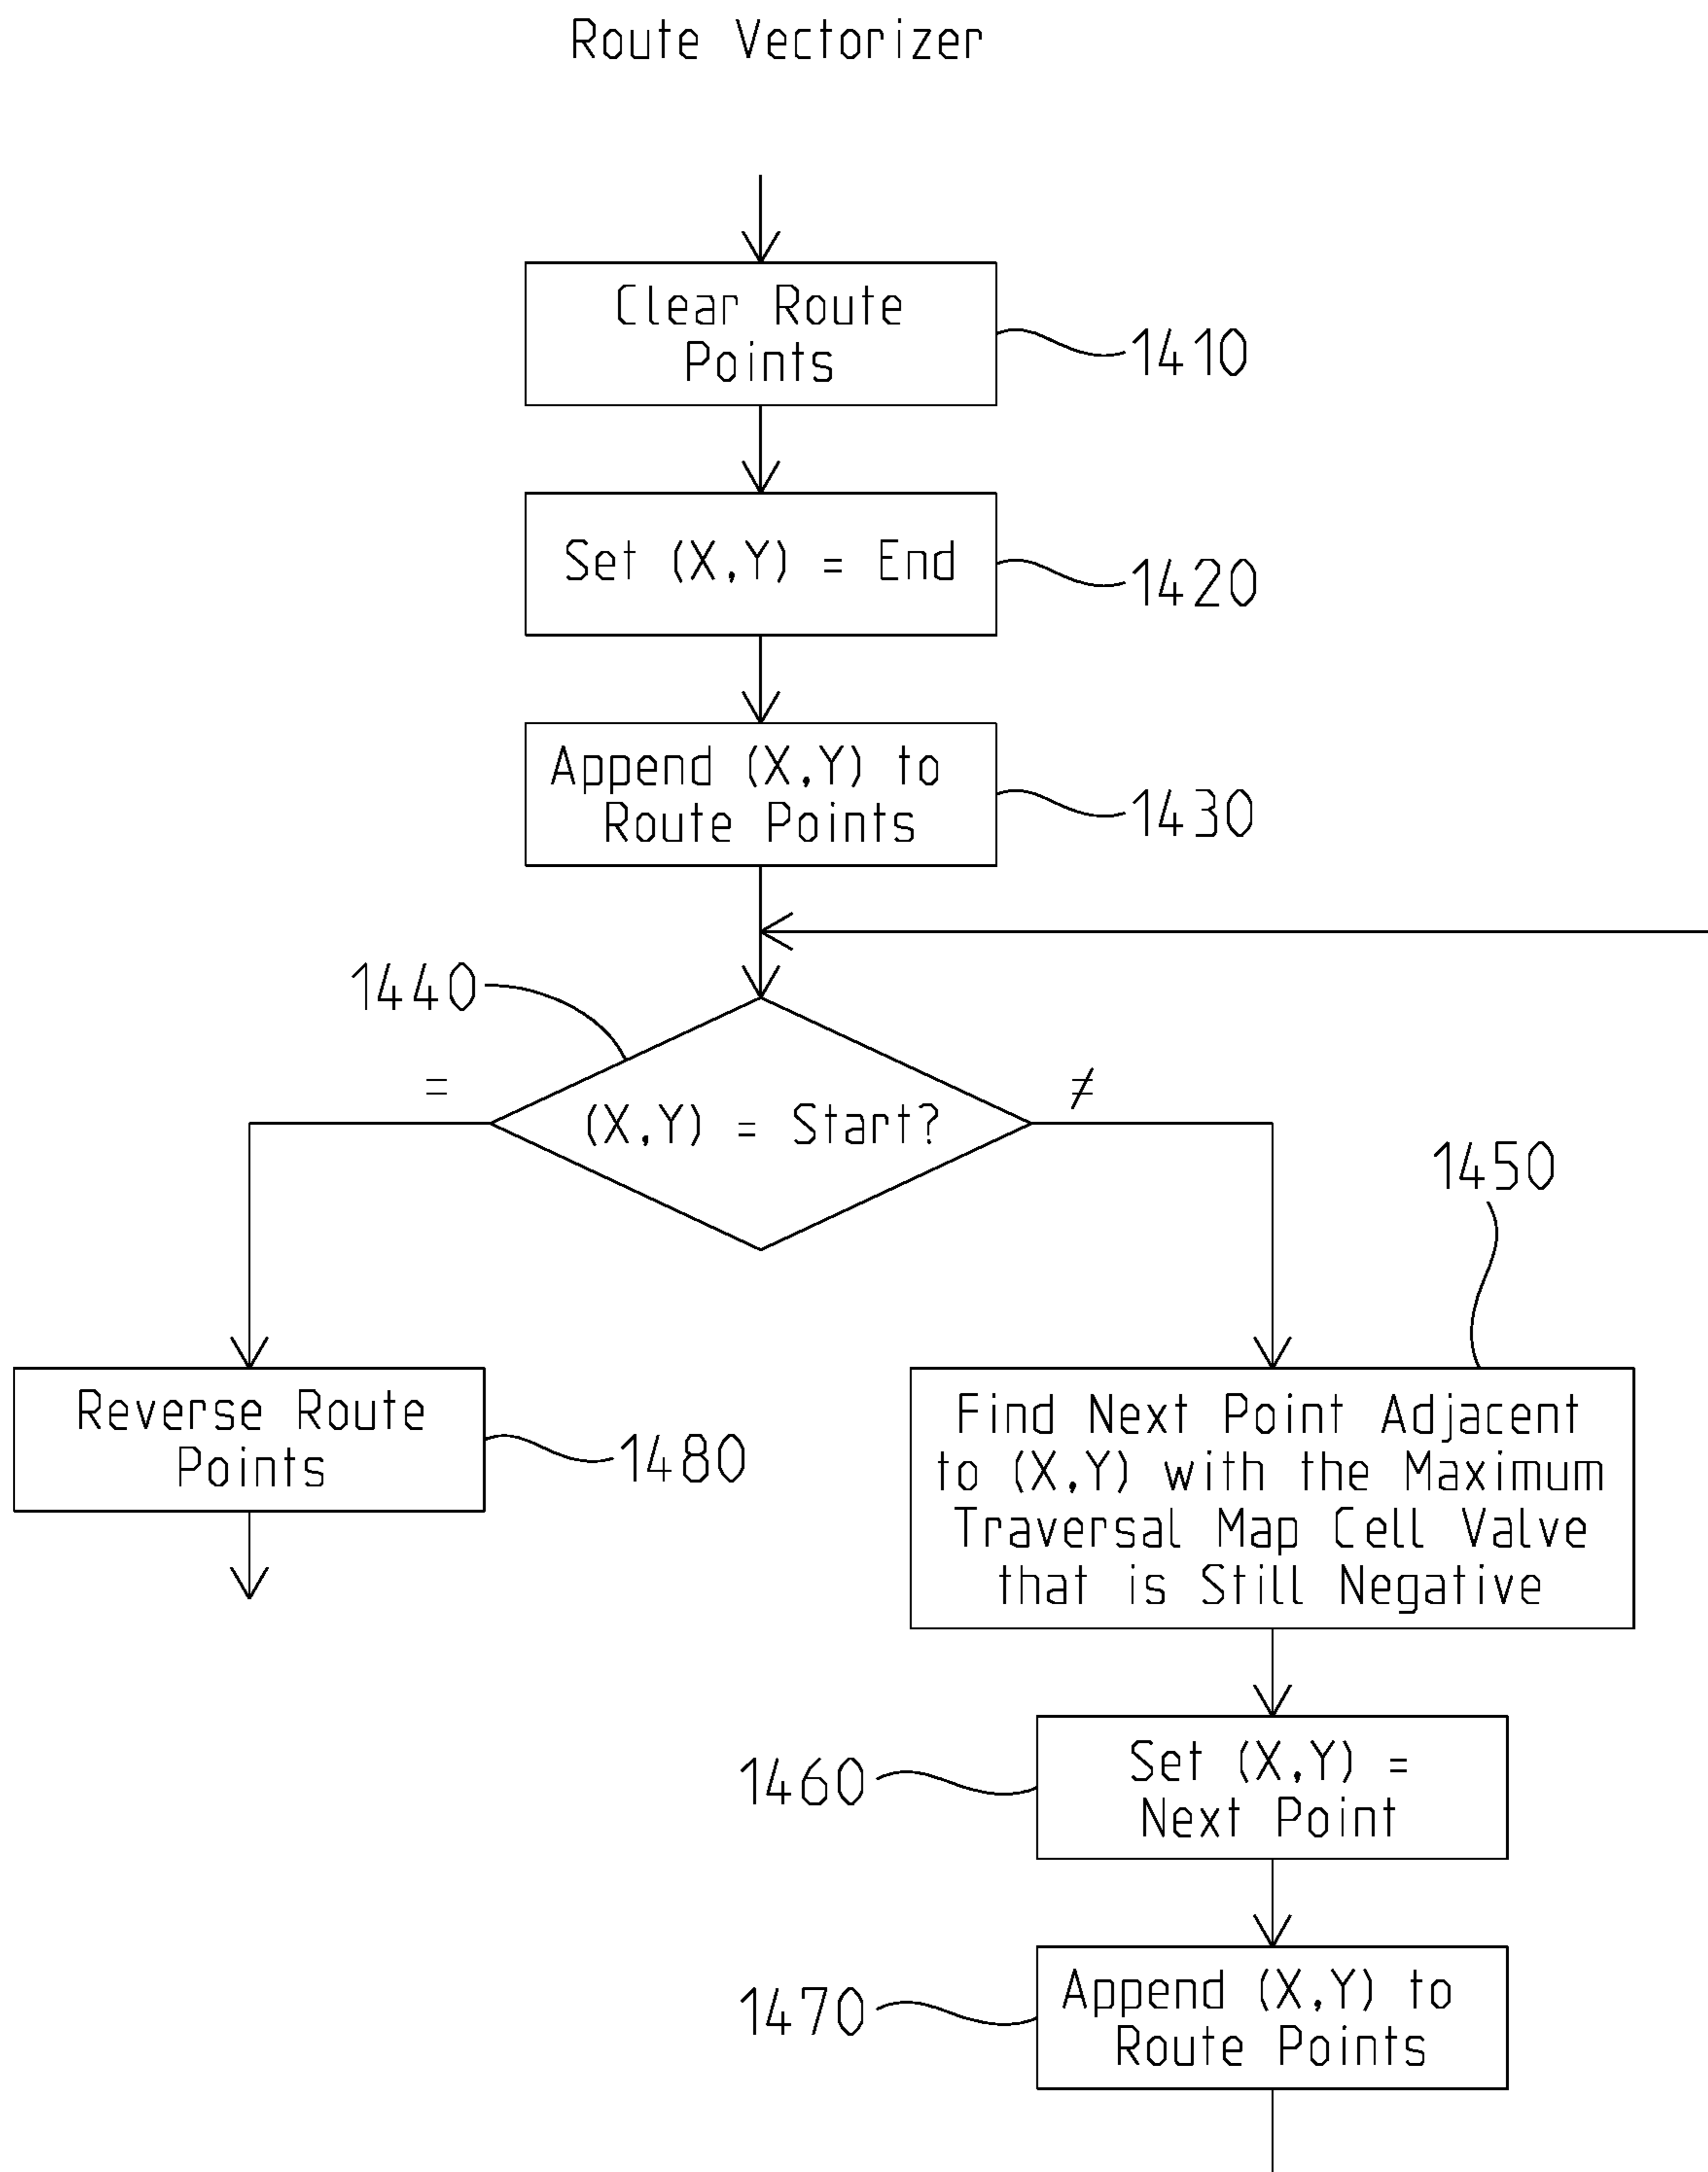 Route Vectorizer
Clear Route
Points
1410
Set (X,Y) = End
1420
Append (X,Y) to
Route Points
1430
1440
=
(X,Y) = Start?
≠
1450
Reverse Route
Points
1480
Find Next Point Adjacent
to (X,Y) with the Maximum
Traversal Map Cell Valve
that is Still Negative
1460
Set (X,Y) =
Next Point
1470
Append (X,Y) to
Route Points